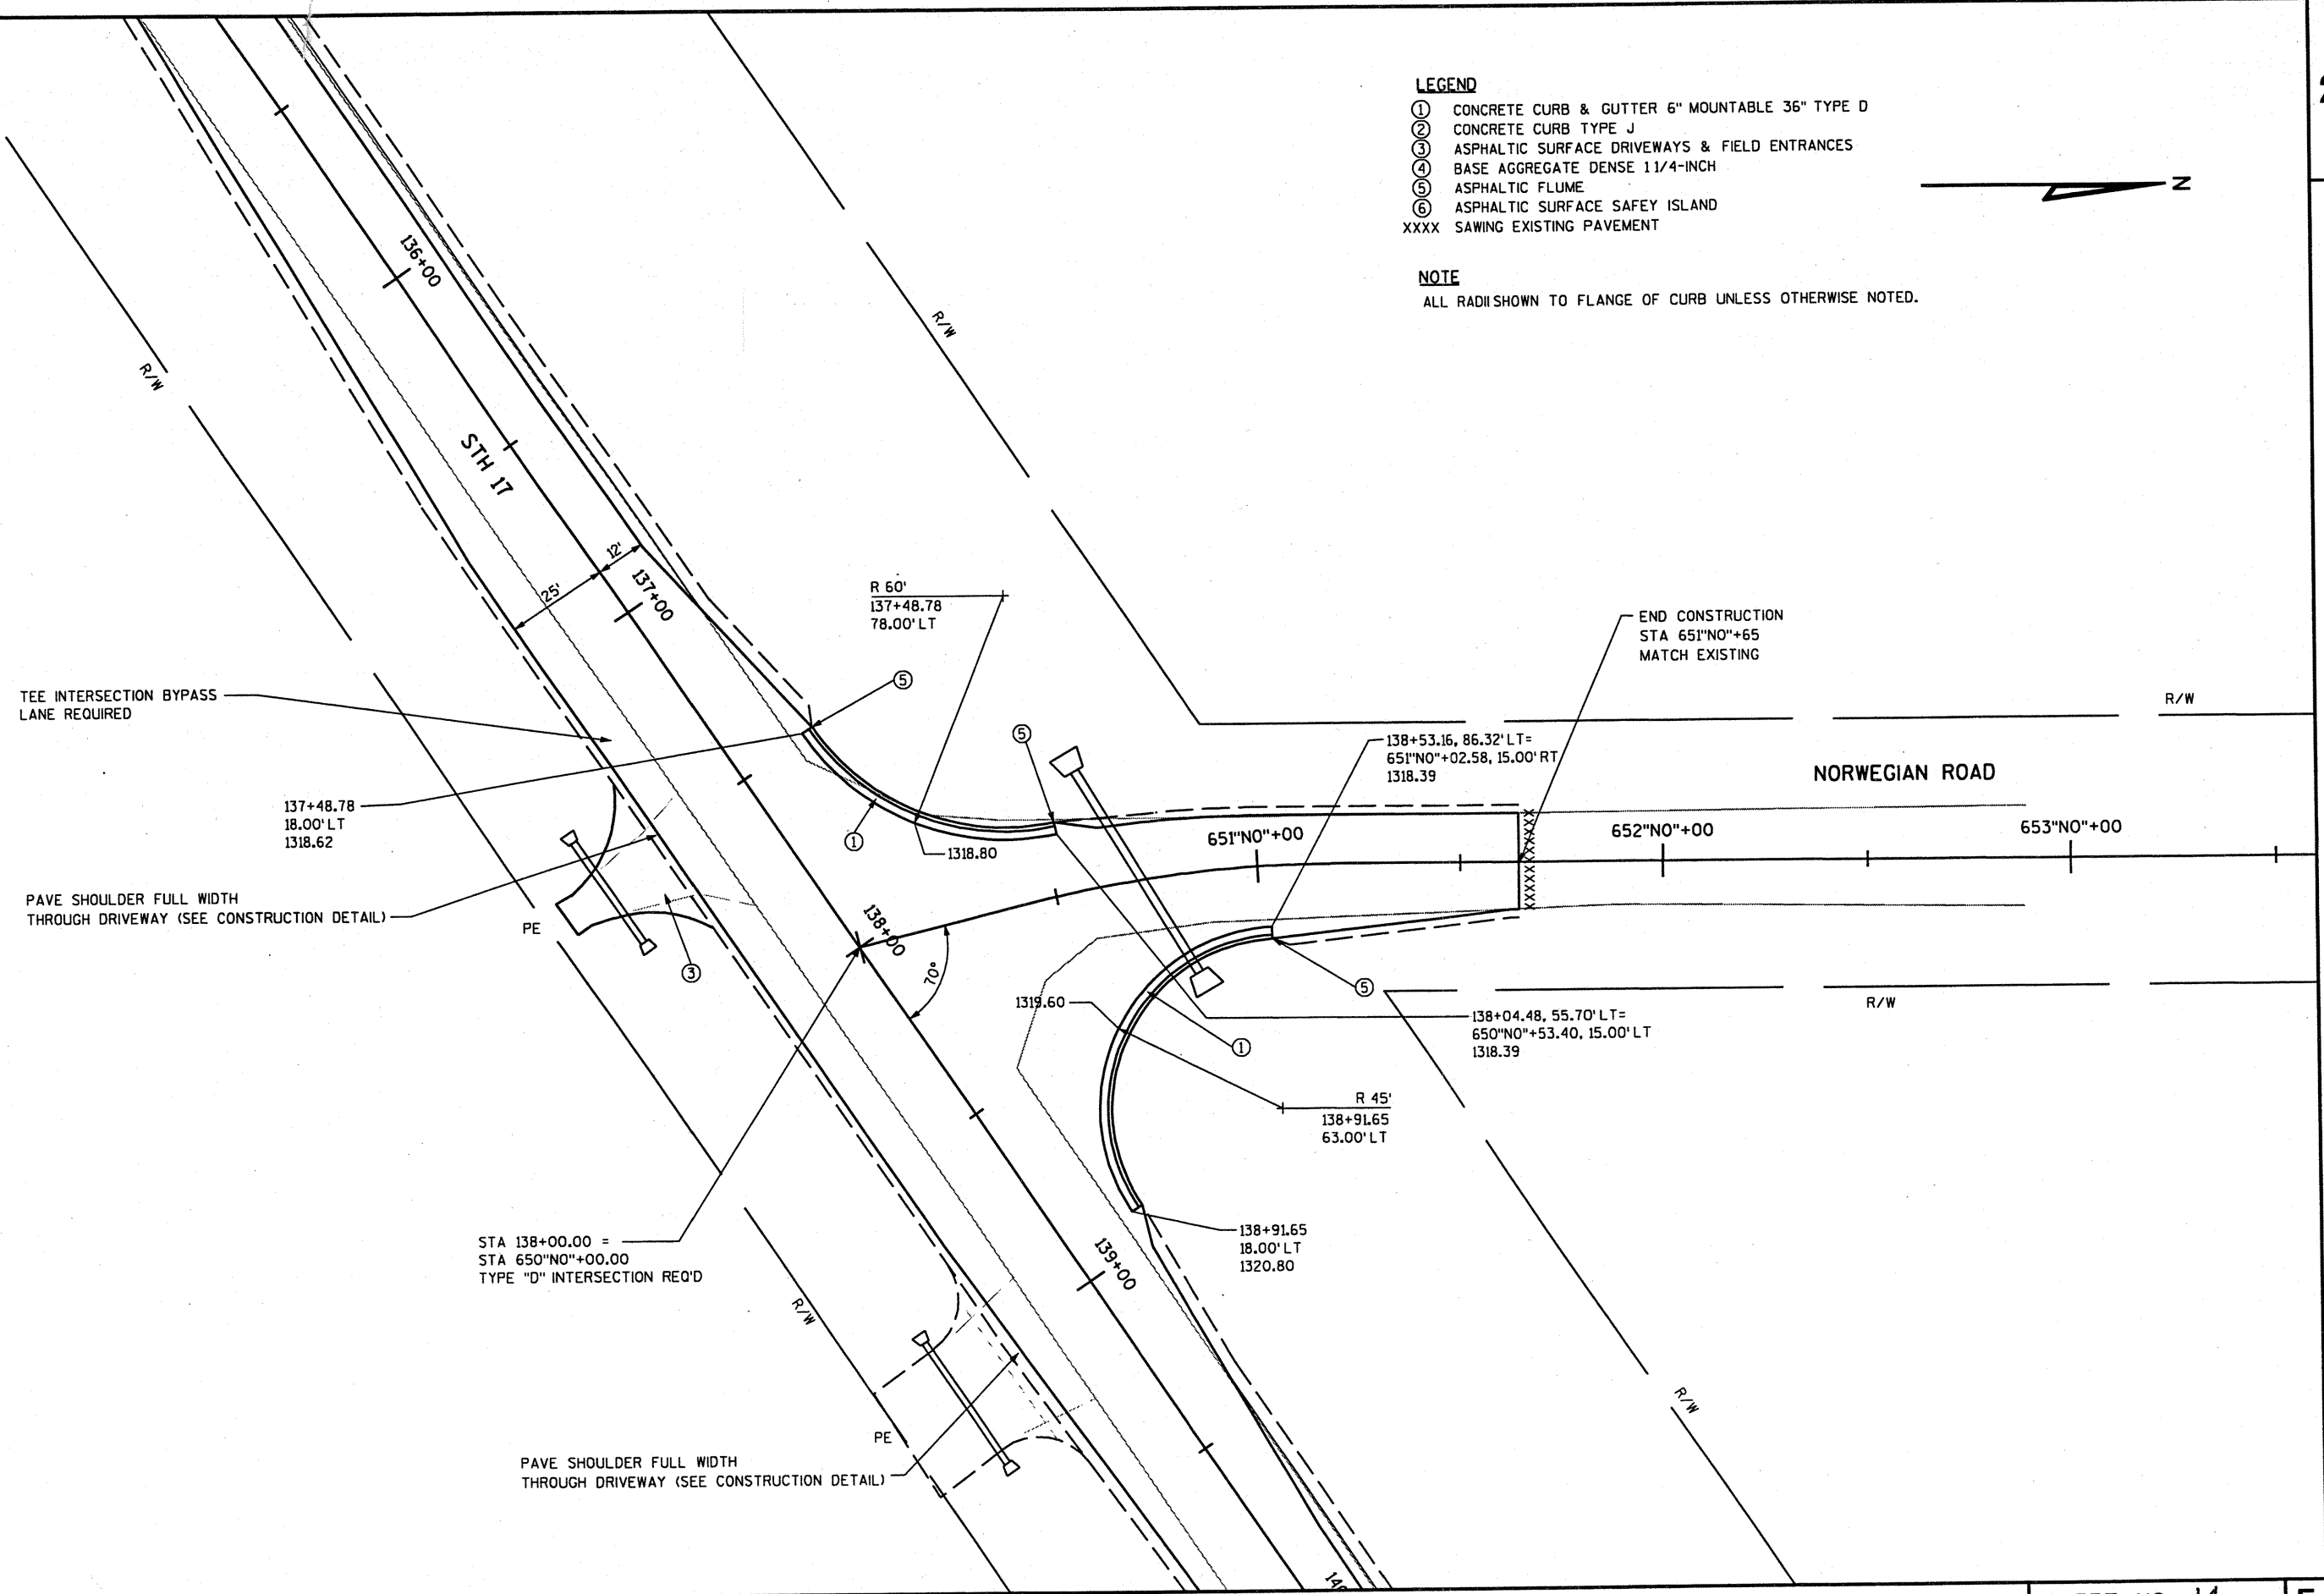 LEGEND
① CONCRETE CURB & GUTTER 6" MOUNTABLE 36" TYPE D
② CONCRETE CURB TYPE J
③ ASPHALTIC SURFACE DRIVEWAYS & FIELD ENTRANCES
④ BASE AGGREGATE DENSE 1 1/4-INCH
⑤ ASPHALTIC FLUME
⑥ ASPHALTIC SURFACE SAFEY ISLAND
XXXX SAWING EXISTING PAVEMENT
N
NOTE
ALL RADII SHOWN TO FLANGE OF CURB UNLESS OTHERWISE NOTED.
136+00
R/W
R/W
STH 17
12'
25'
137+00
R 60'
137+48.78
78.00' LT
END CONSTRUCTION
STA 651"NO"+65
MATCH EXISTING
TEE INTERSECTION BYPASS
LANE REQUIRED
⑤
⑤
R/W
138+53.16, 86.32' LT=
651"NO"+02.58, 15.00' RT
1318.39
NORWEGIAN ROAD
137+48.78
18.00' LT
1318.62
①
1318.80
651"NO"+00
652"NO"+00
653"NO"+00
PAVE SHOULDER FULL WIDTH
THROUGH DRIVEWAY (SEE CONSTRUCTION DETAIL)
PE
③
138+00
70°
1319.60
⑤
R/W
138+04.48, 55.70' LT=
650"NO"+53.40, 15.00' LT
1318.39
①
R 45'
138+91.65
63.00' LT
STA 138+00.00 =
STA 650"NO"+00.00
TYPE "D" INTERSECTION REQ'D
138+91.65
18.00' LT
1320.80
139+00
R/W
R/W
PE
PAVE SHOULDER FULL WIDTH
THROUGH DRIVEWAY (SEE CONSTRUCTION DETAIL)